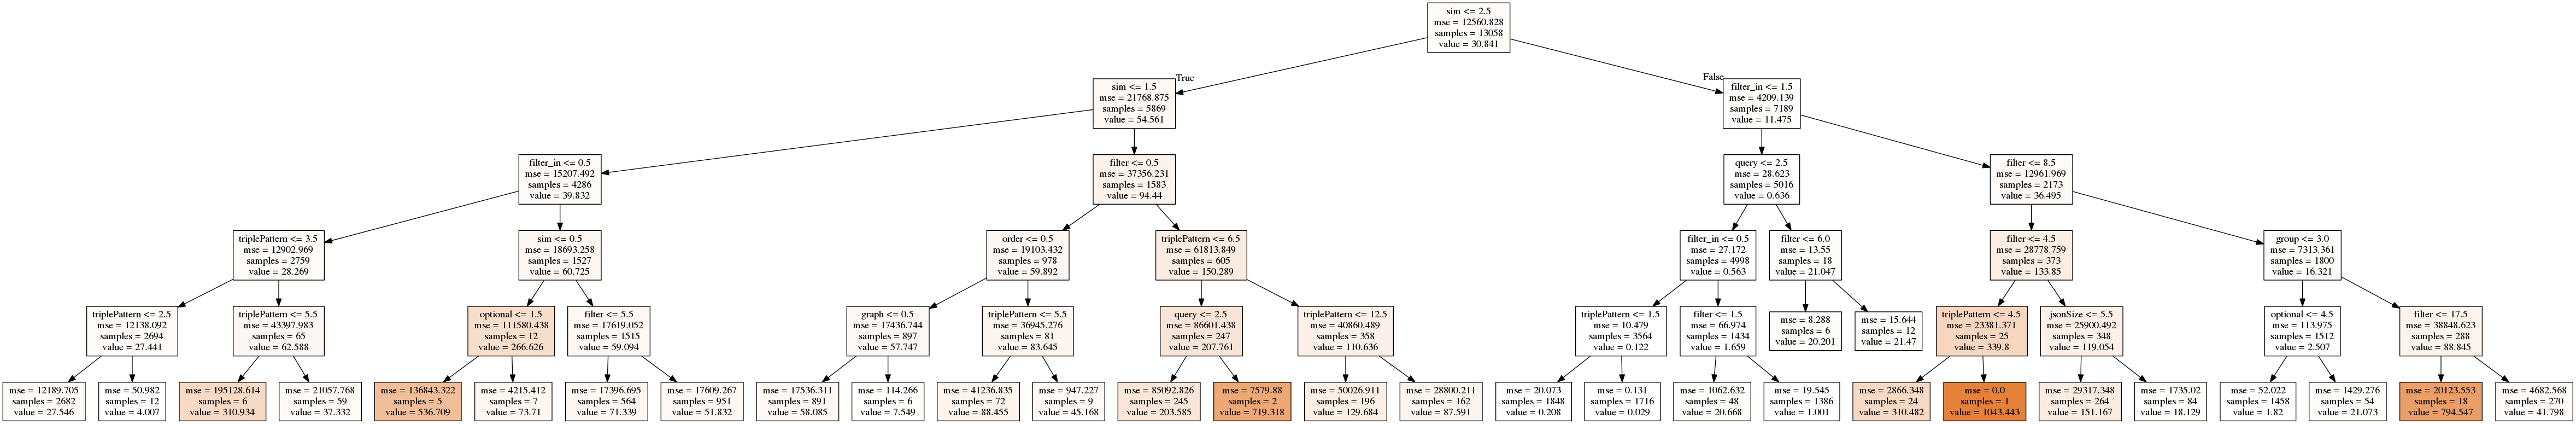 sim <= 2.5
mse = 12560.828
samples = 13058
value = 30.841
True
False
sim <= 1.5
mse = 21768.875
samples = 5869
value = 54.561
filter_in <= 1.5
mse = 4209.139
samples = 7189
value = 11.475
filter_in <= 0.5
mse = 15207.492
samples = 4286
value = 39.832
filter <= 0.5
mse = 37356.231
samples = 1583
value = 94.44
query <= 2.5
mse = 28.623
samples = 5016
value = 0.636
filter <= 8.5
mse = 12961.969
samples = 2173
value = 36.495
triplePattern <= 3.5
mse = 12902.969
samples = 2759
value = 28.269
sim <= 0.5
mse = 18693.258
samples = 1527
value = 60.725
order <= 0.5
mse = 19103.432
samples = 978
value = 59.892
triplePattern <= 6.5
mse = 61813.849
samples = 605
value = 150.289
filter_in <= 0.5
mse = 27.172
samples = 4998
value = 0.563
filter <= 6.0
mse = 13.55
samples = 18
value = 21.047
filter <= 4.5
mse = 28778.759
samples = 373
value = 133.85
group <= 3.0
mse = 7313.361
samples = 1800
value = 16.321
triplePattern <= 2.5
mse = 12138.092
samples = 2694
value = 27.441
triplePattern <= 5.5
mse = 43397.983
samples = 65
value = 62.588
optional <= 1.5
mse = 111580.438
samples = 12
value = 266.626
filter <= 5.5
mse = 17619.052
samples = 1515
value = 59.094
graph <= 0.5
mse = 17436.744
samples = 897
value = 57.747
triplePattern <= 5.5
mse = 36945.276
samples = 81
value = 83.645
query <= 2.5
mse = 86601.438
samples = 247
value = 207.761
triplePattern <= 12.5
mse = 40860.489
samples = 358
value = 110.636
triplePattern <= 1.5
mse = 10.479
samples = 3564
value = 0.122
filter <= 1.5
mse = 66.974
samples = 1434
value = 1.659
mse = 8.288
samples = 6
value = 20.201
mse = 15.644
samples = 12
value = 21.47
triplePattern <= 4.5
mse = 23381.371
samples = 25
value = 339.8
jsonSize <= 5.5
mse = 25900.492
samples = 348
value = 119.054
optional <= 4.5
mse = 113.975
samples = 1512
value = 2.507
filter <= 17.5
mse = 38848.623
samples = 288
value = 88.845
mse = 12189.705
samples = 2682
value = 27.546
mse = 50.982
samples = 12
value = 4.007
mse = 195128.614
samples = 6
value = 310.934
mse = 21057.768
samples = 59
value = 37.332
mse = 136843.322
samples = 5
value = 536.709
mse = 4215.412
samples = 7
value = 73.71
mse = 17396.695
samples = 564
value = 71.339
mse = 17609.267
samples = 951
value = 51.832
mse = 17536.311
samples = 891
value = 58.085
mse = 114.266
samples = 6
value = 7.549
mse = 41236.835
samples = 72
value = 88.455
mse = 947.227
samples = 9
value = 45.168
mse = 85092.826
samples = 245
value = 203.585
mse = 7579.88
samples = 2
value = 719.318
mse = 50026.911
samples = 196
value = 129.684
mse = 28800.211
samples = 162
value = 87.591
mse = 20.073
samples = 1848
value = 0.208
mse = 0.131
samples = 1716
value = 0.029
mse = 1062.632
samples = 48
value = 20.668
mse = 19.545
samples = 1386
value = 1.001
mse = 2866.348
samples = 24
value = 310.482
mse = 0.0
samples = 1
value = 1043.443
mse = 29317.348
samples = 264
value = 151.167
mse = 1735.02
samples = 84
value = 18.129
mse = 52.022
samples = 1458
value = 1.82
mse = 1429.276
samples = 54
value = 21.073
mse = 20123.553
samples = 18
value = 794.547
mse = 4682.568
samples = 270
value = 41.798